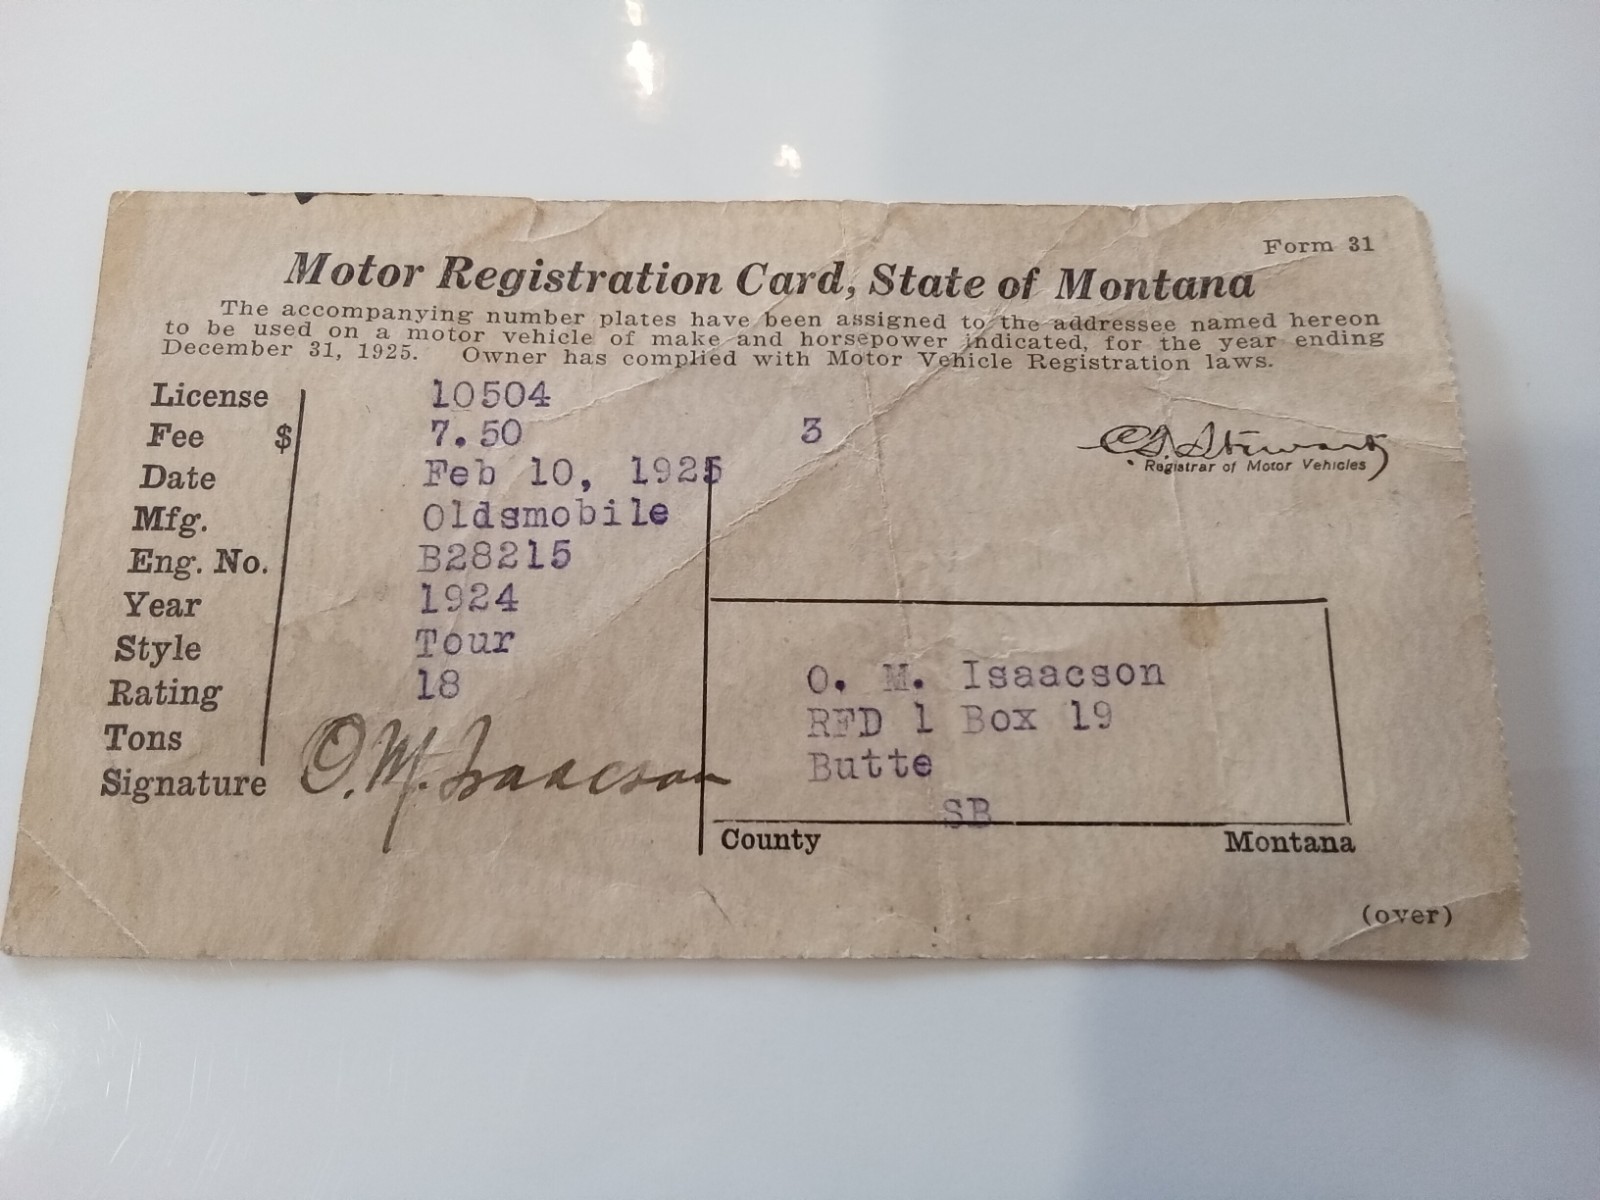 Form 31
Motor Registration Card, State of Montana
The accompanying number plates have been assigned to the addressee named hereon
to be used on a motor vehicle of make and horsepower indicated, for the year ending
December 31, 1925. Owner has complied with Motor Vehicle Registration laws.
License 10504
Fee $ 7.50 3
C. T. Stewart
Registrar of Motor Vehicles
Date Feb 10, 1925
Mfg. Oldsmobile
Eng. No. B28215
Year 1924
Style Tour
Rating 18
Tons
Signature O. M. Isaacson
O. M. Isaacson
RFD 1 Box 19
Butte
SB
County Montana
(over)